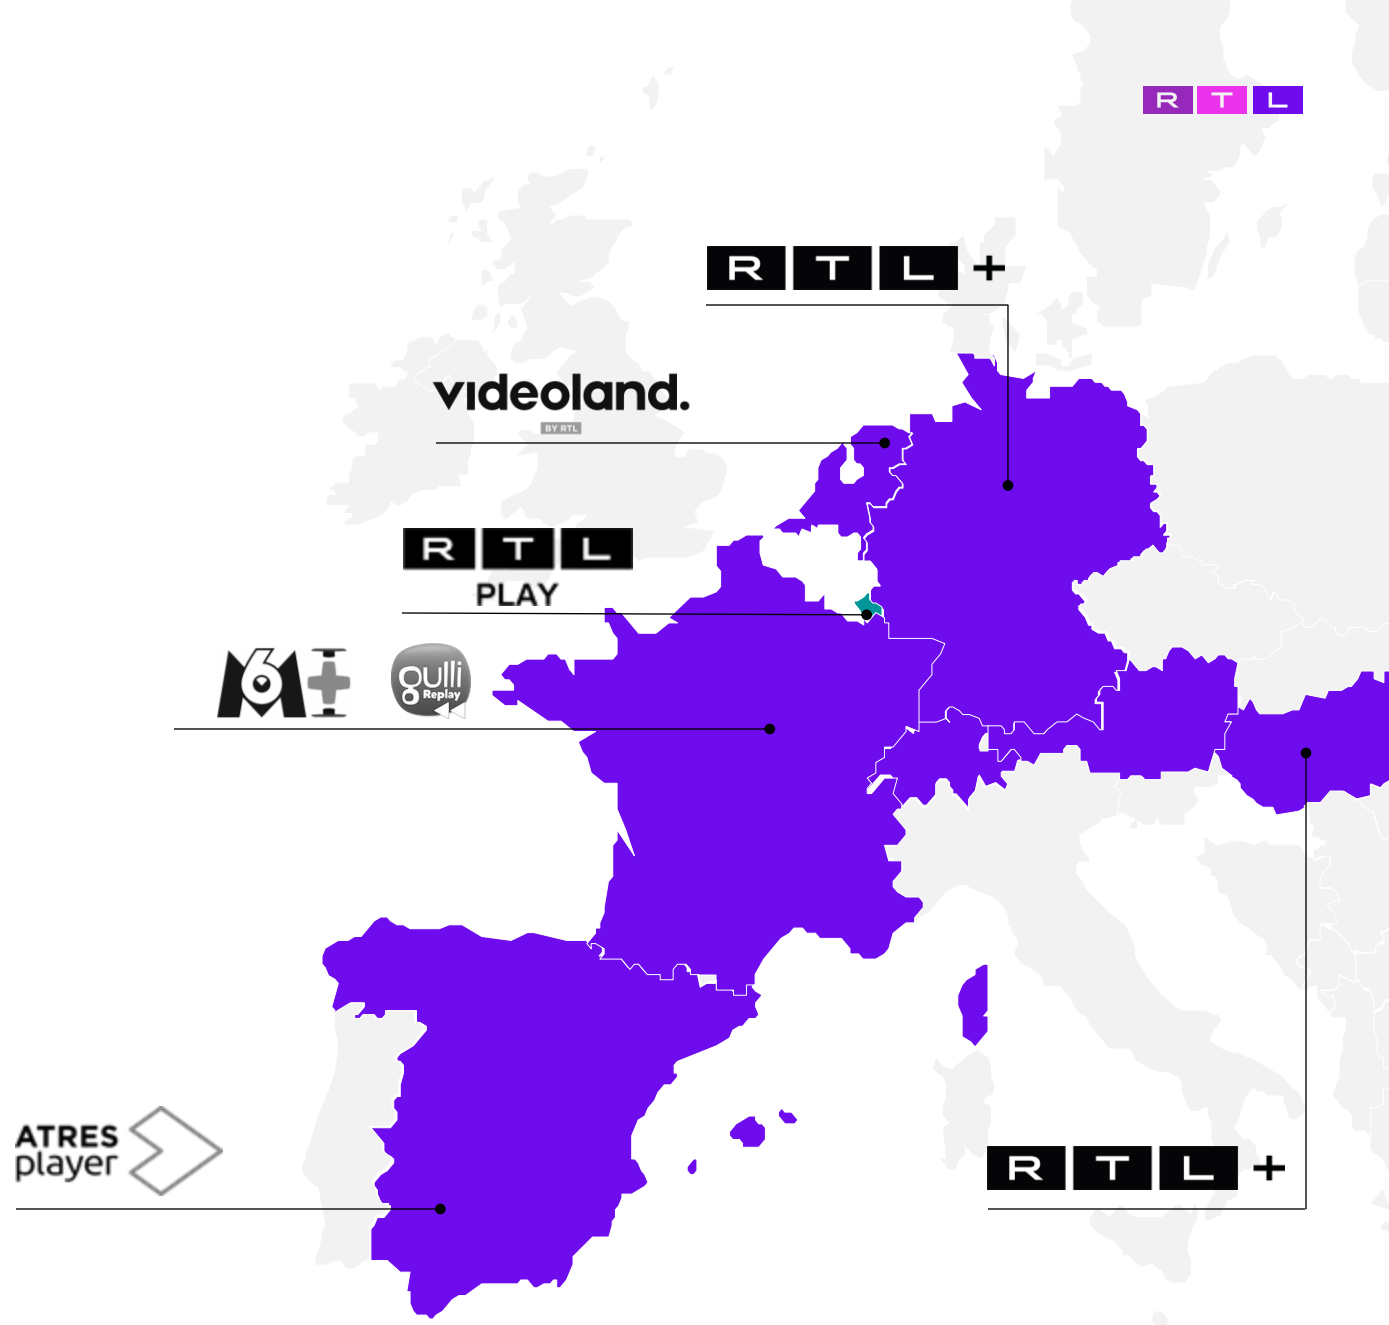 RTL
RTL+
videoland.
BY RTL
RTL
PLAY
M6+
gulli
Replay
ATRES
player
RTL+